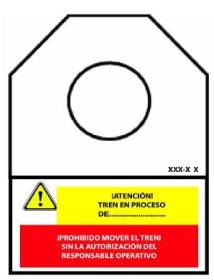 XXX-X X
¡ATENCIÓN!
TREN EN PROCESO
DE............................
¡PROHIBIDO MOVER EL TREN!
SIN LA AUTORIZACIÓN DEL
RESPONSABLE OPERATIVO